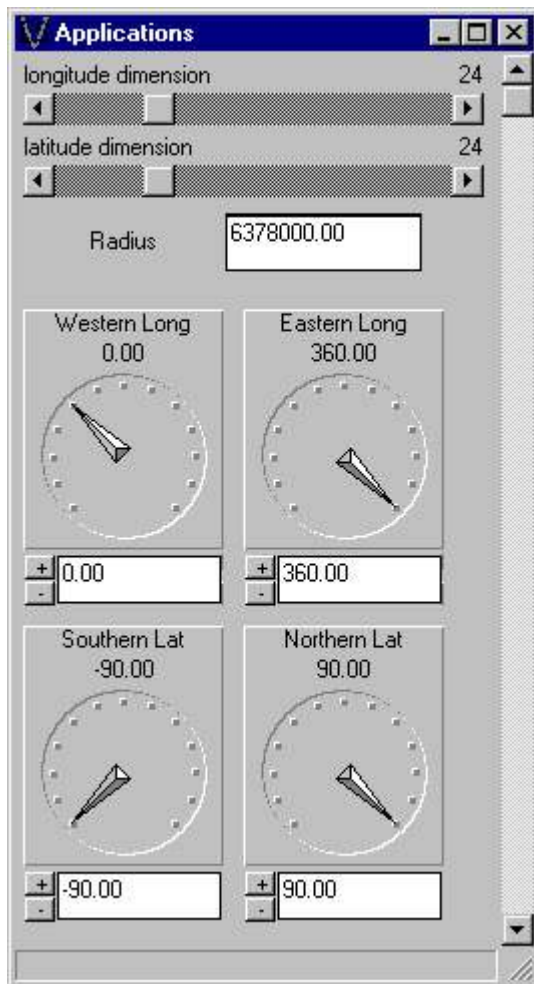 Applications
longitude dimension 24
latitude dimension 24
Radius 6378000.00
Western Long Eastern Long
0.00 360.00
+ 0.00 + 360.00
- -
Southern Lat Northern Lat
-90.00 90.00
+ -90.00 + 90.00
- -